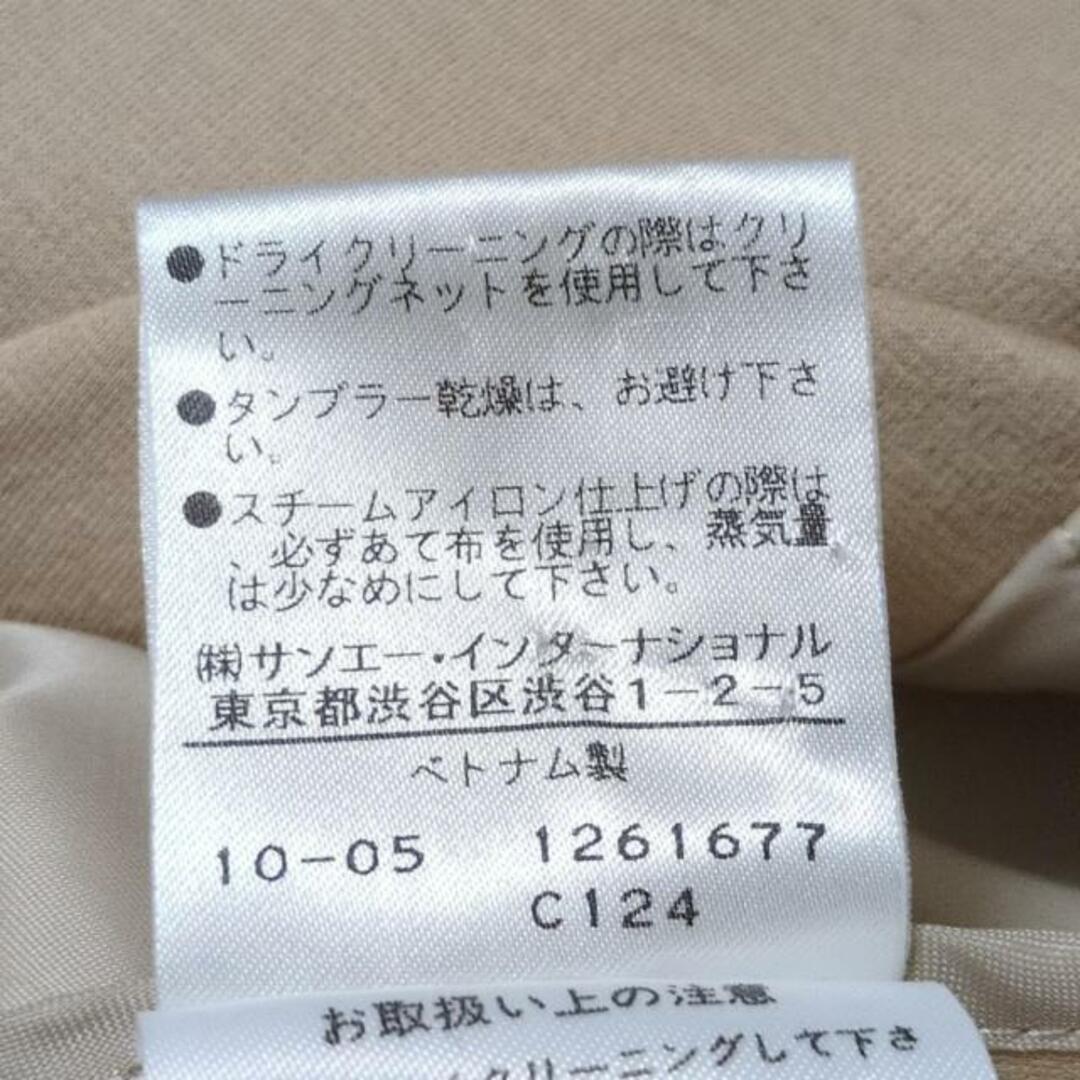 ●ドライクリーニングの際はクリ
ーニングネットを使用して下さ
い。
●タンブラー乾燥は、お避け下さ
い。
●スチームアイロン仕上げの際は
、必ずあて布を使用し、蒸気量
は少なめにして下さい。
㈱サンエー・インターナショナル
東京都渋谷区渋谷1-2-5
ベトナム製
10-05 1261677
C124
お取扱い上の注意
クリーニングして下さ